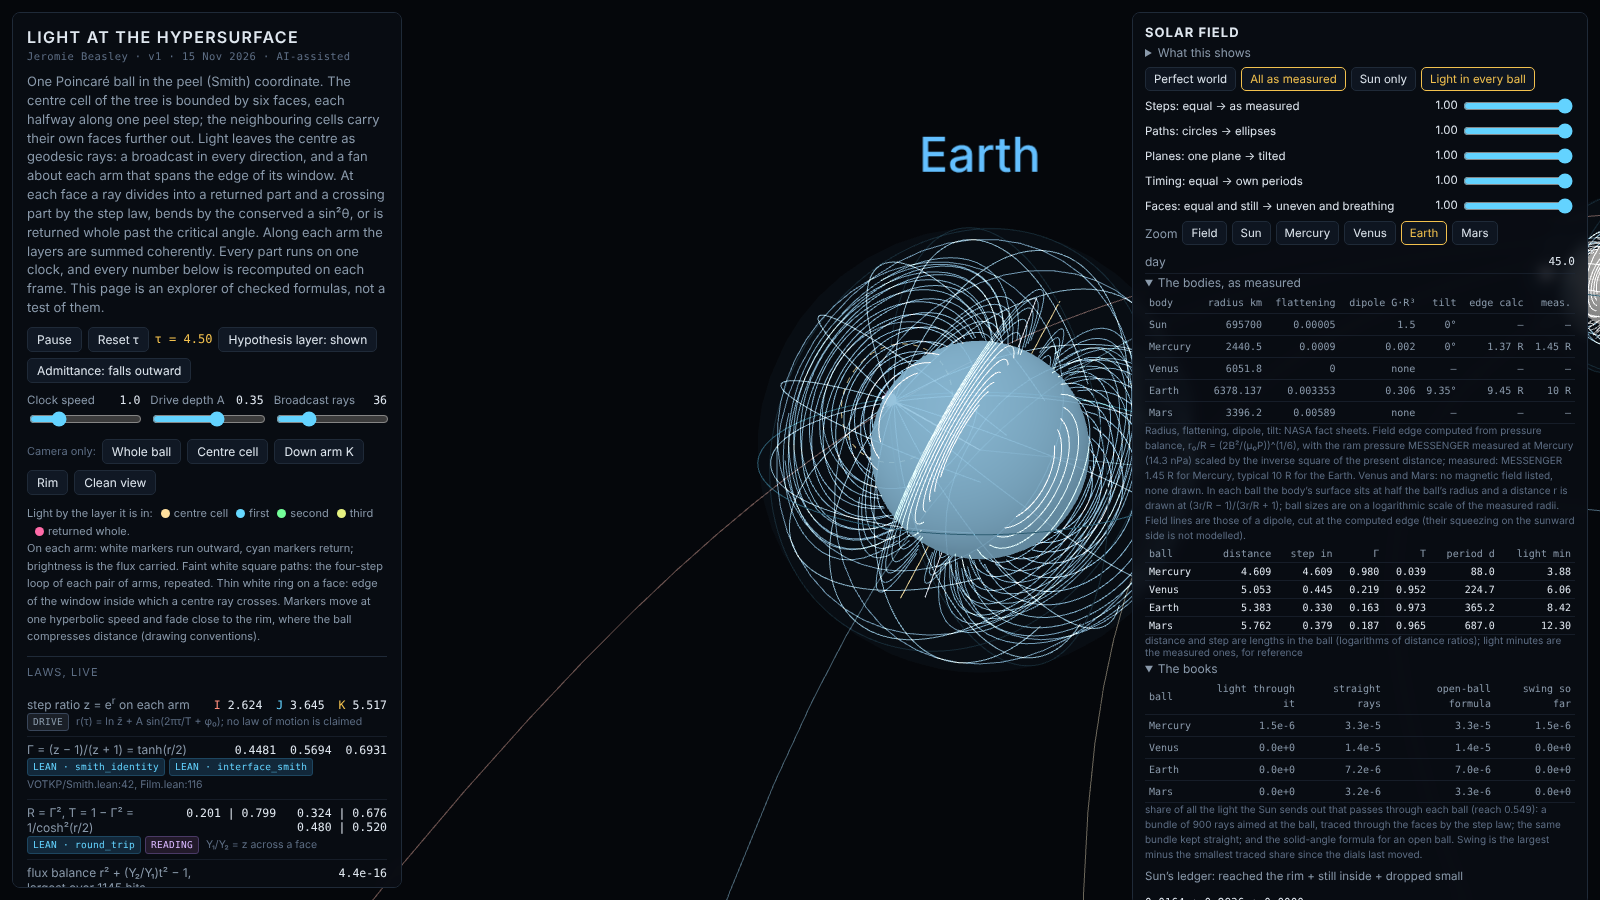 LIGHT AT THE HYPERSURFACE
Jeromie Beasley · v1 · 15 Nov 2026 · AI-assisted
One Poincaré ball in the peel (Smith) coordinate. The
centre cell of the tree is bounded by six faces, each
halfway along one peel step; the neighbouring cells carry
their own faces further out. Light leaves the centre as
geodesic rays: a broadcast in every direction, and a fan
about each arm that spans the edge of its window. At
each face a ray divides into a returned part and a crossing
part by the step law, bends by the conserved a sin²θ, or is
returned whole past the critical angle. Along each arm the
layers are summed coherently. Every part runs on one
clock, and every number below is recomputed on each
frame. This page is an explorer of checked formulas, not a
test of them.
Pause Reset τ τ = 4.50 Hypothesis layer: shown
Admittance: falls outward
Clock speed 1.0 Drive depth A 0.35 Broadcast rays 36
Camera only: Whole ball Centre cell Down arm K
Rim Clean view
Light by the layer it is in: centre cell first second third
returned whole.
On each arm: white markers run outward, cyan markers return;
brightness is the flux carried. Faint white square paths: the four-step
loop of each pair of arms, repeated. Thin white ring on a face: edge
of the window inside which a centre ray crosses. Markers move at
one hyperbolic speed and fade close to the rim, where the ball
compresses distance (drawing conventions).
LAWS, LIVE
step ratio z = eʳ on each arm I 2.624 J 3.645 K 5.517
DRIVE r(τ) = ln z̄ + A sin(2πτ/T + φ₀); no law of motion is claimed
Γ = (z − 1)/(z + 1) = tanh(r/2) 0.4481 0.5694 0.6931
LEAN · smith_identity LEAN · interface_smith
VOTKP/Smith.lean:42, Film.lean:116
R = Γ², T = 1 − Γ² = 0.201 | 0.799 0.324 | 0.676
1/cosh²(r/2) 0.480 | 0.520
LEAN · round_trip READING Y₁/Y₂ = z across a face
flux balance r² + (Y₂/Y₁)t² − 1, 4.4e-16
largest over 1145 hits
Earth
SOLAR FIELD
▶ What this shows
Perfect world All as measured Sun only Light in every ball
Steps: equal → as measured 1.00
Paths: circles → ellipses 1.00
Planes: one plane → tilted 1.00
Timing: equal → own periods 1.00
Faces: equal and still → uneven and breathing 1.00
Zoom Field Sun Mercury Venus Earth Mars
day 45.0
▼ The bodies, as measured
body radius km flattening dipole G·R³ tilt edge calc meas.
Sun 695700 0.00005 1.5 0° — —
Mercury 2440.5 0.0009 0.002 0° 1.37 R 1.45 R
Venus 6051.8 0 none — — —
Earth 6378.137 0.003353 0.306 9.35° 9.45 R 10 R
Mars 3396.2 0.00589 none — — —
Radius, flattening, dipole, tilt: NASA fact sheets. Field edge computed from pressure
balance, r₀/R = (2B²/(μ₀P))^(1/6), with the ram pressure MESSENGER measured at Mercury
(14.3 nPa) scaled by the inverse square of the present distance; measured: MESSENGER
1.45 R for Mercury, typical 10 R for the Earth. Venus and Mars: no magnetic field listed,
none drawn. In each ball the body's surface sits at half the ball's radius and a distance r is
drawn at (3r/R − 1)/(3r/R + 1); ball sizes are on a logarithmic scale of the measured radii.
Field lines are those of a dipole, cut at the computed edge (their squeezing on the sunward
side is not modelled).
ball distance step in Γ T period d light min
Mercury 4.609 4.609 0.980 0.039 88.0 3.88
Venus 5.053 0.445 0.219 0.952 224.7 6.06
Earth 5.383 0.330 0.163 0.973 365.2 8.42
Mars 5.762 0.379 0.187 0.965 687.0 12.30
distance and step are lengths in the ball (logarithms of distance ratios); light minutes are
the measured ones, for reference
▼ The books
ball light through it straight rays open-ball formula swing so far
Mercury 1.5e-6 3.3e-5 3.3e-5 1.5e-6
Venus 0.0e+0 1.4e-5 1.4e-5 0.0e+0
Earth 0.0e+0 7.2e-6 7.0e-6 0.0e+0
Mars 0.0e+0 3.2e-6 3.3e-6 0.0e+0
share of all the light the Sun sends out that passes through each ball (reach 0.549): a
bundle of 900 rays aimed at the ball, traced through the faces by the step law; the same
bundle kept straight; and the solid-angle formula for an open ball. Swing is the largest
minus the smallest traced share since the dials last moved.
Sun's ledger: reached the rim + still inside + dropped small